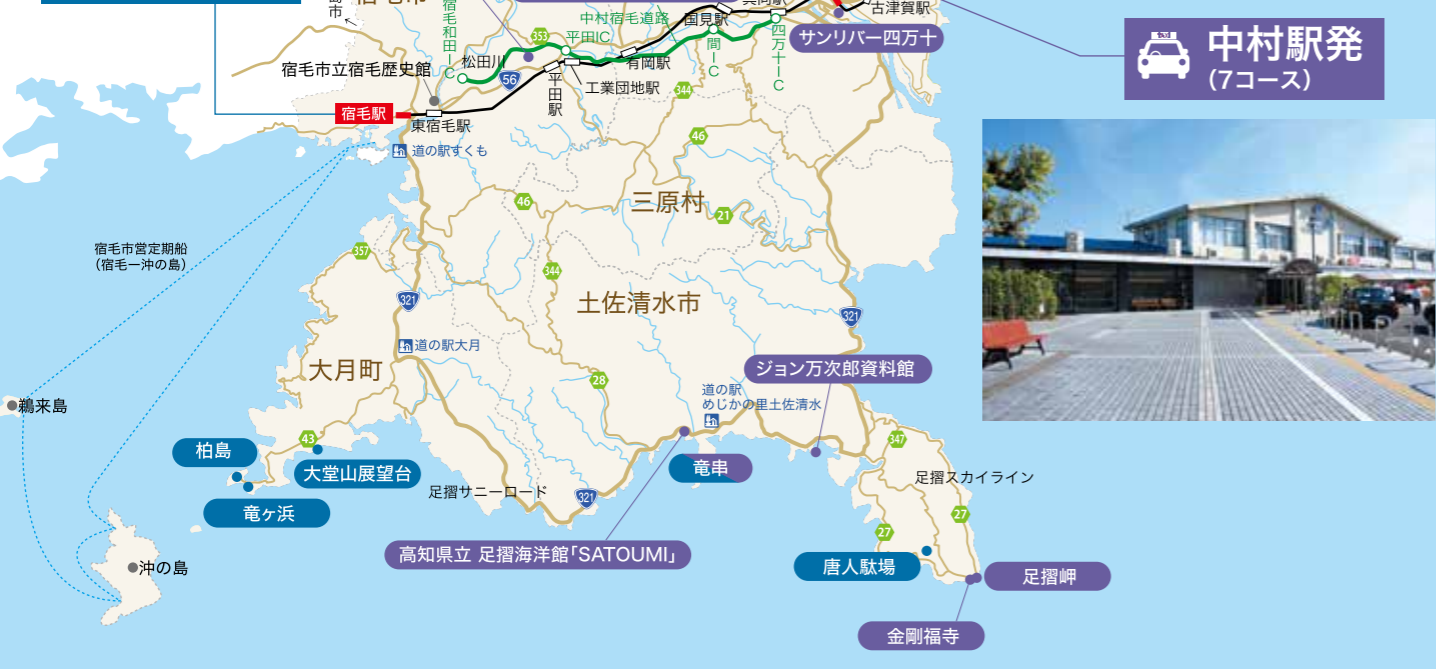 宿毛市
島市
宿毛和田IC
353
中村宿毛道路
平田IC
国見駅
間IC
四万十IC
古津賀駅
サンリバー四万十
中村駅発
(7コース)
宿毛市立宿毛歴史館
松田川
56
有岡駅
工業団地駅
平田駅
344
宿毛駅
東宿毛駅
46
道の駅すくも
三原村
46
21
宿毛市営定期船
(宿毛ー沖の島)
357
344
321
土佐清水市
321
道の駅大月
大月町
ジョン万次郎資料館
28
道の駅
めじかの里土佐清水
鵜来島
43
347
柏島
大堂山展望台
竜串
足摺スカイライン
足摺サニーロード
321
竜ヶ浜
27
27
高知県立 足摺海洋館「SATOUMI」
沖の島
唐人駄場
足摺岬
金剛福寺